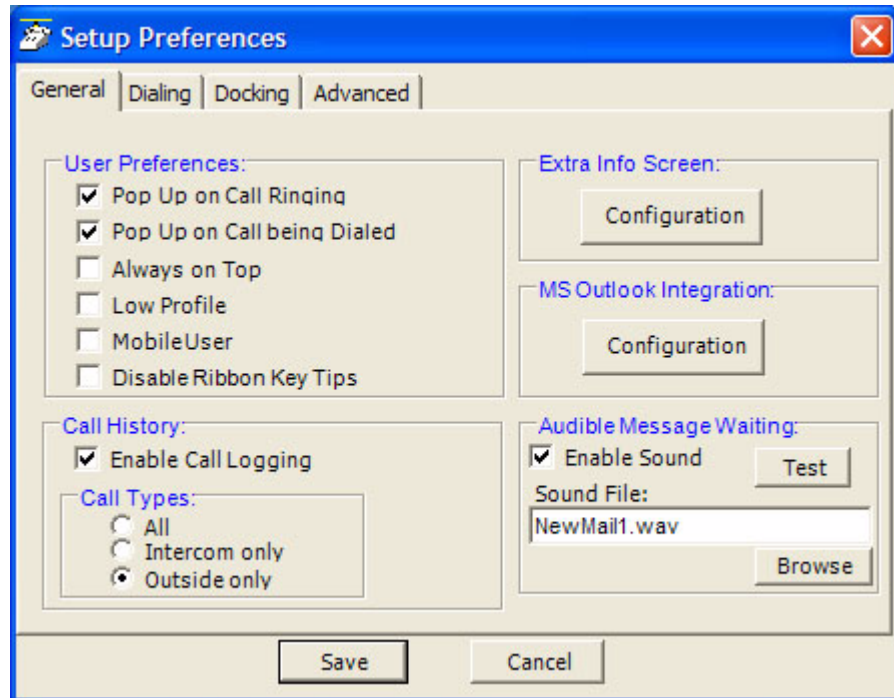 Setup Preferences
General Dialing Docking Advanced
User Preferences:
Pop Up on Call Ringing
Pop Up on Call being Dialed
Always on Top
Low Profile
MobileUser
Disable Ribbon Key Tips
Extra Info Screen:
Configuration
MS Outlook Integration:
Configuration
Call History:
Enable Call Logging
Call Types:
All
Intercom only
Outside only
Audible Message Waiting:
Enable Sound Test
Sound File:
NewMail1.wav
Browse
Save Cancel